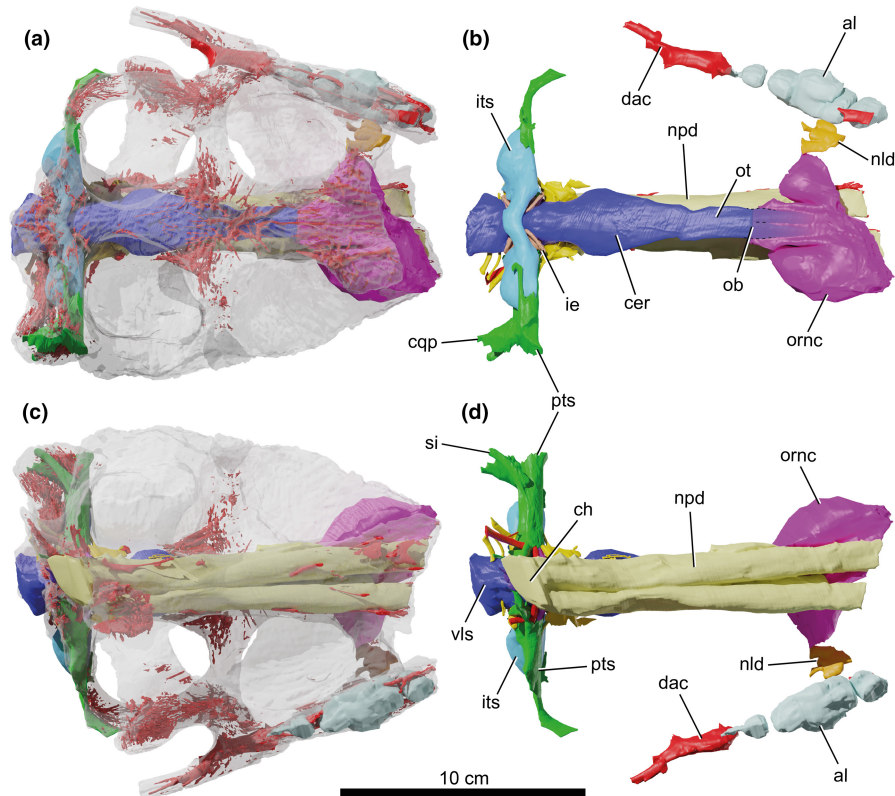 (a)
(b)
al
dac
its
npd
ot
nld
ie
cer
ob
ornc
cqp
pts
(c)
(d)
si
ornc
ch
npd
vls
its
pts
nld
dac
al
10 cm